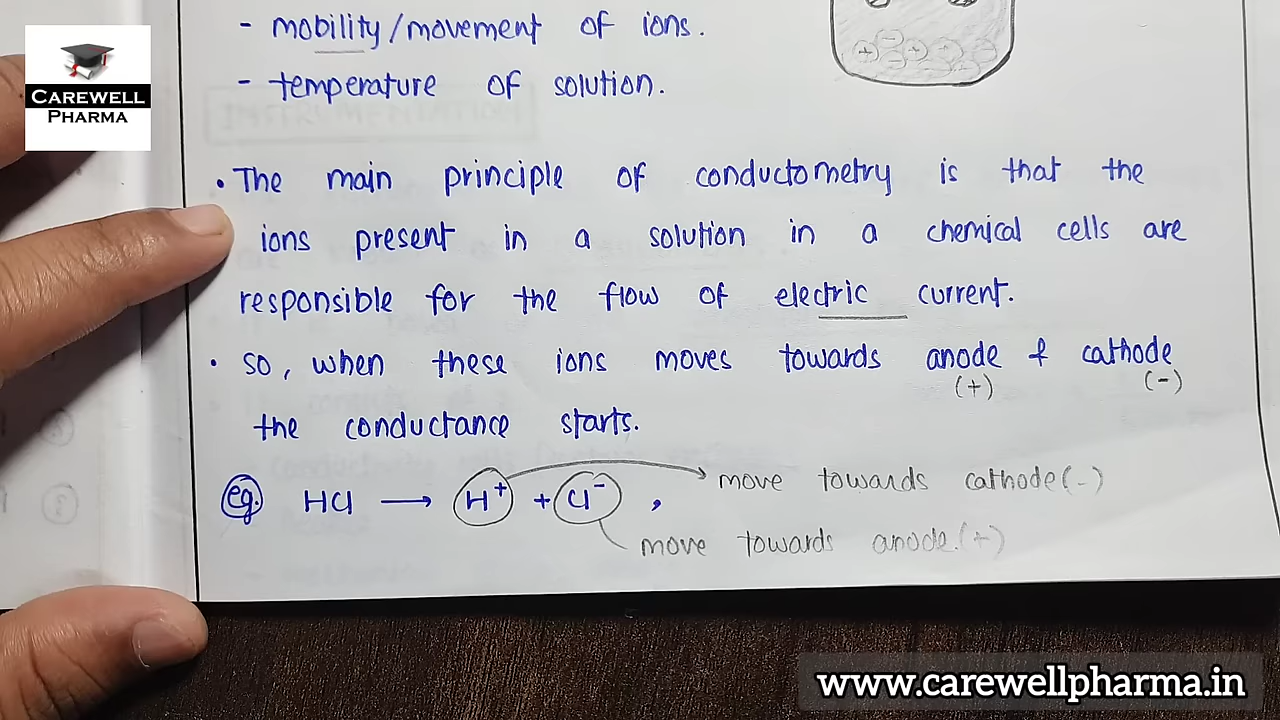 - mobility/movement of ions.
- temperature of solution.
CAREWELL
PHARMA
• The main principle of conductometry is that the
ions present in a solution in a chemical cells are
responsible for the flow of electric current.
• so, when these ions moves towards anode & cathode
(+) (-)
the conductance starts.
eg. HCl → H⁺ + Cl⁻ , move towards cathode(-)
move towards anode.(+)
www.carewellpharma.in